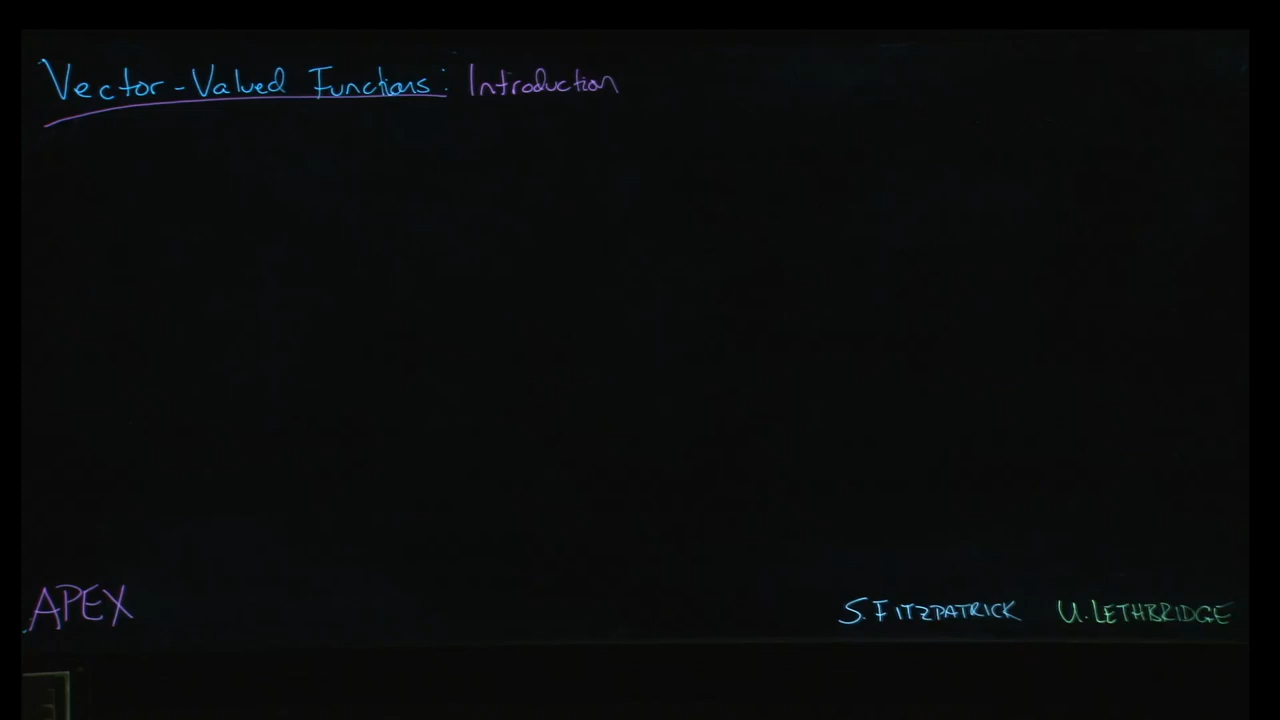 Vector-Valued Functions: Introduction
APEX
S. FITZPATRICK U. LETHBRIDGE